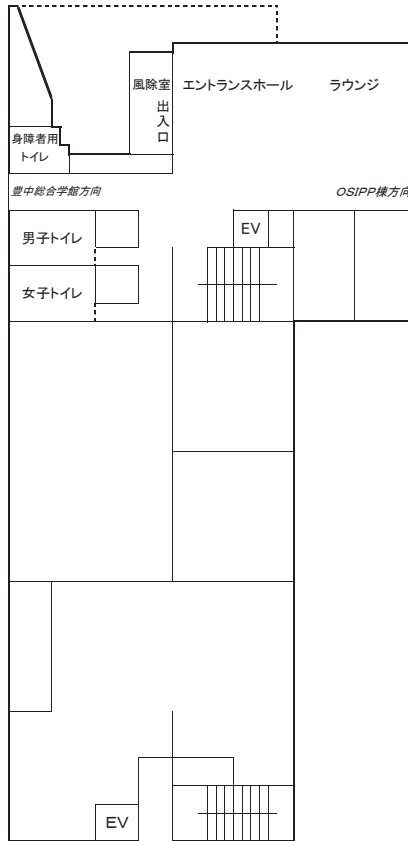 風除室
エントランスホール
ラウンジ
出入口
身障者用
トイレ
豊中総合学館方向
OSIPP棟方向
男子トイレ
EV
女子トイレ
EV